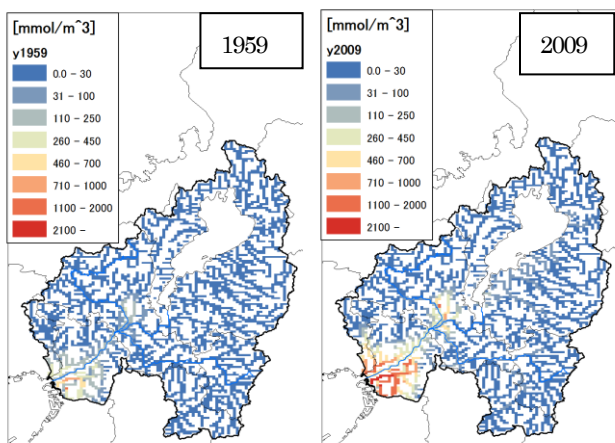 [mmol/m^3]
y1959
0.0 - 30
31 - 100
110 - 250
260 - 450
460 - 700
710 - 1000
1100 - 2000
2100 -
1959
[mmol/m^3]
y2009
0.0 - 30
31 - 100
110 - 250
260 - 450
460 - 700
710 - 1000
1100 - 2000
2100 -
2009